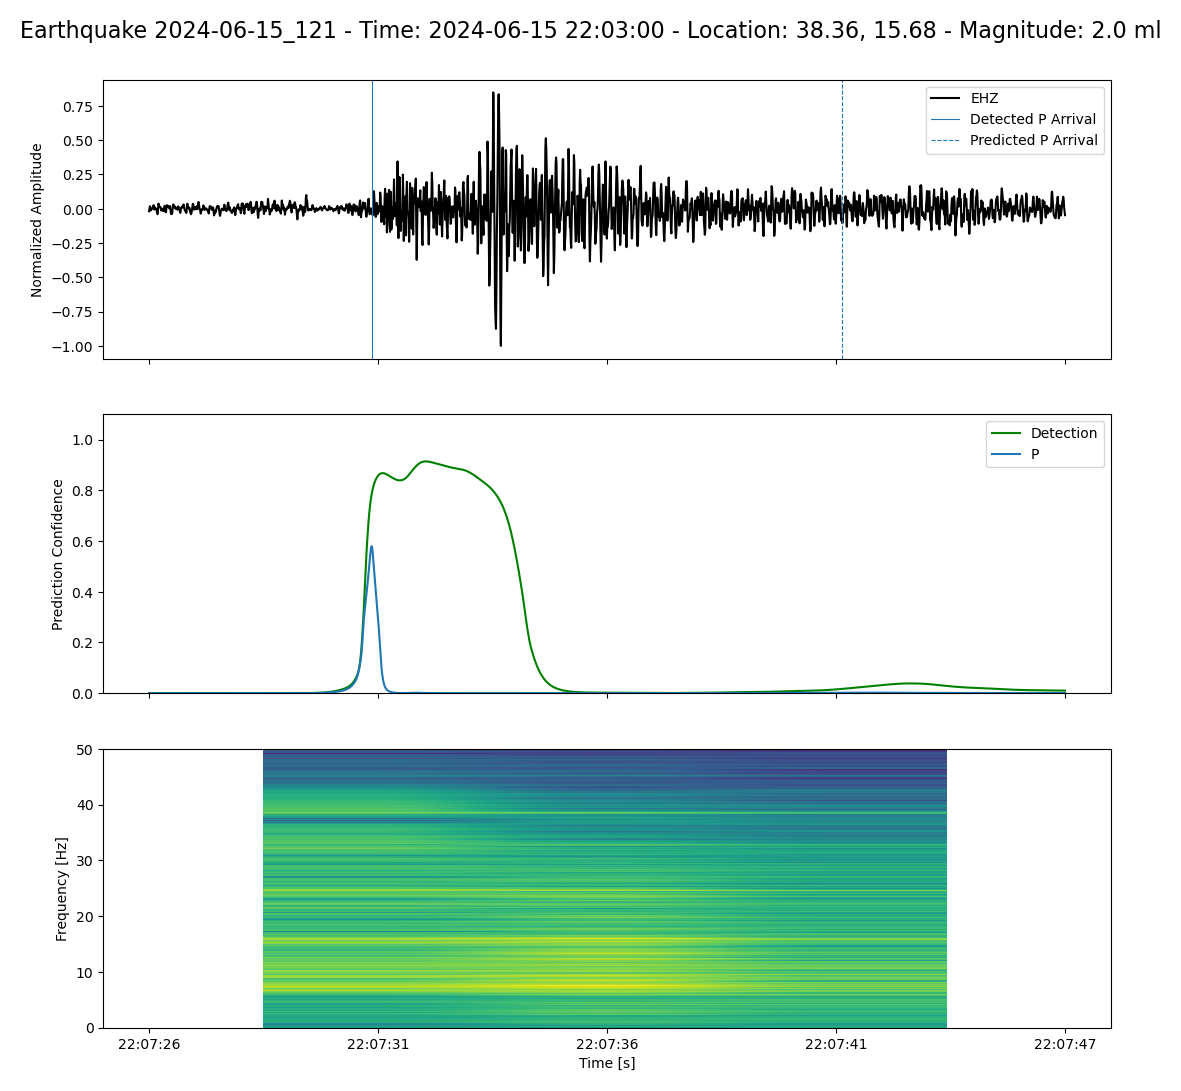 Earthquake 2024-06-15_121 - Time: 2024-06-15 22:03:00 - Location: 38.36, 15.68 - Magnitude: 2.0 ml
Normalized Amplitude
0.75
0.50
0.25
0.00
−0.25
−0.50
−0.75
−1.00
EHZ
Detected P Arrival
Predicted P Arrival
Prediction Confidence
1.0
0.8
0.6
0.4
0.2
0.0
Detection
P
Frequency [Hz]
50
40
30
20
10
0
22:07:26
22:07:31
22:07:36
22:07:41
22:07:47
Time [s]